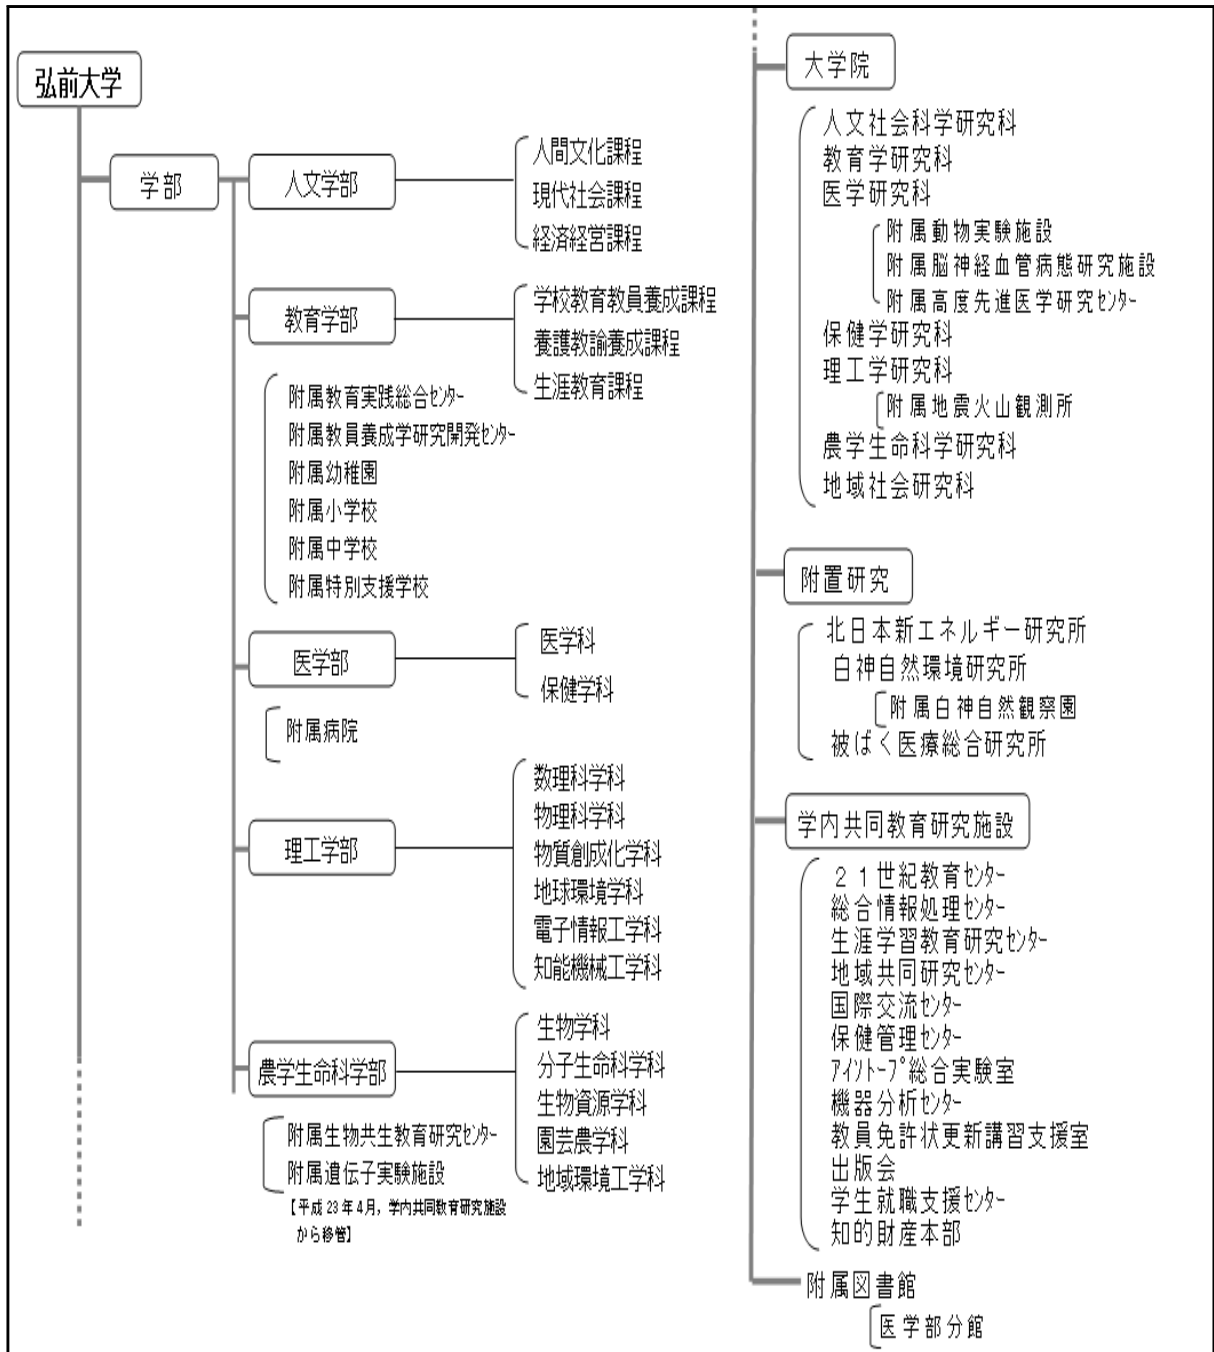 弘前大学
学部
人文学部
人間文化課程
現代社会課程
経済経営課程
教育学部
学校教育教員養成課程
養護教諭養成課程
生涯教育課程
附属教育実践総合ｾﾝﾀｰ
附属教員養成学研究開発ｾﾝﾀｰ
附属幼稚園
附属小学校
附属中学校
附属特別支援学校
医学部
医学科
保健学科
附属病院
理工学部
数理科学科
物理科学科
物質創成化学科
地球環境学科
電子情報工学科
知能機械工学科
農学生命科学部
生物学科
分子生命科学科
生物資源学科
園芸農学科
地域環境工学科
附属生物共生教育研究ｾﾝﾀｰ
附属遺伝子実験施設
【平成23年4月，学内共同教育研究施設
から移管】
大学院
人文社会科学研究科
教育学研究科
医学研究科
附属動物実験施設
附属脳神経血管病態研究施設
附属高度先進医学研究ｾﾝﾀｰ
保健学研究科
理工学研究科
附属地震火山観測所
農学生命科学研究科
地域社会研究科
附置研究
北日本新エネルギー研究所
白神自然環境研究所
附属白神自然観察園
被ばく医療総合研究所
学内共同教育研究施設
２１世紀教育ｾﾝﾀｰ
総合情報処理ｾﾝﾀｰ
生涯学習教育研究ｾﾝﾀｰ
地域共同研究ｾﾝﾀｰ
国際交流ｾﾝﾀｰ
保健管理ｾﾝﾀｰ
ｱｲｿﾄｰﾌﾟ総合実験室
機器分析ｾﾝﾀｰ
教員免許状更新講習支援室
出版会
学生就職支援ｾﾝﾀｰ
知的財産本部
附属図書館
医学部分館